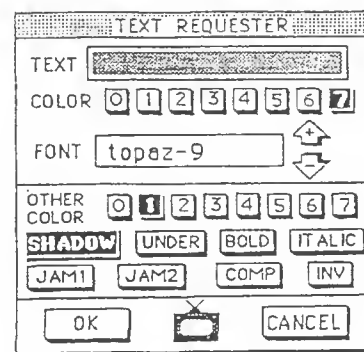 TEXT REQUESTER
TEXT
COLOR 0 1 2 3 4 5 6 7
FONT topaz-9 + -
OTHER
COLOR 0 1 2 3 4 5 6 7
SHADOW UNDER BOLD ITALIC
JAM1 JAM2 COMP INV
OK CANCEL